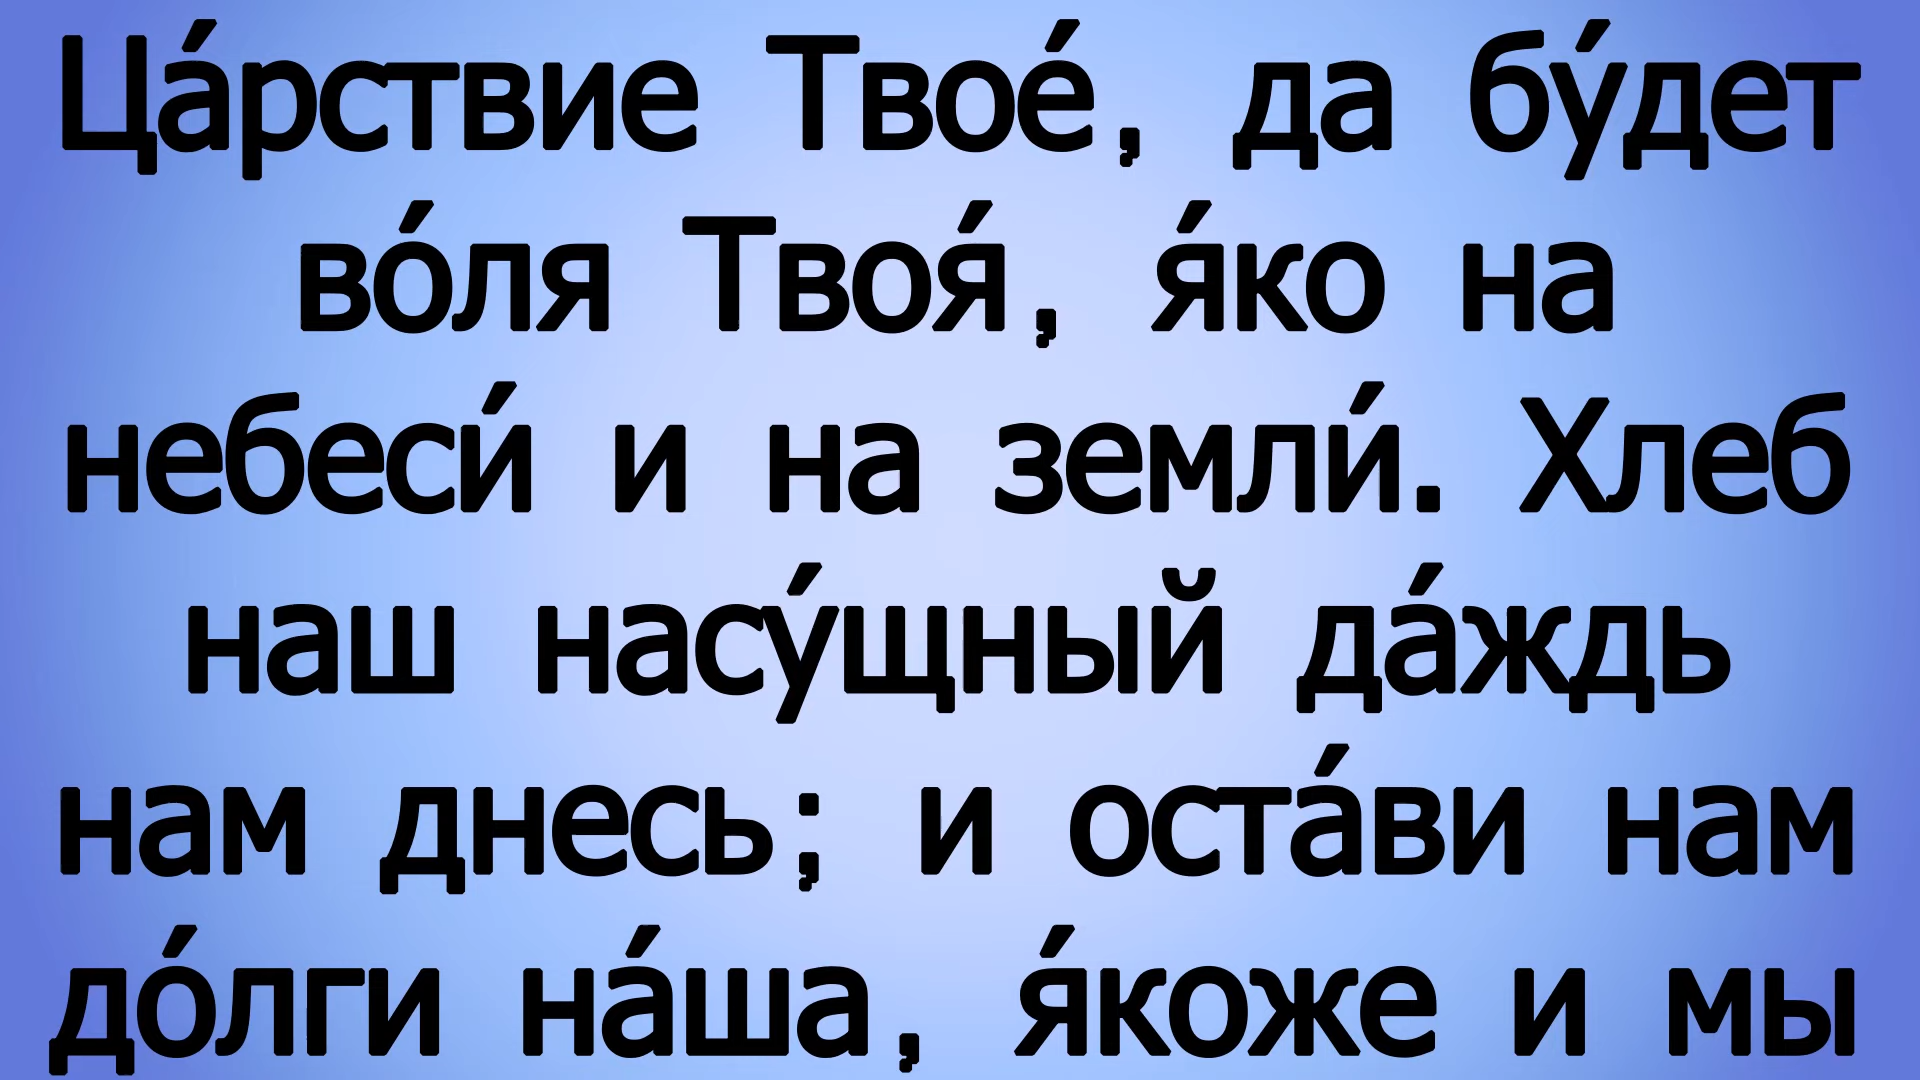 Ца́рствие Твое́, да бу́дет
во́ля Твоя́, я́ко на
небеси́ и на земли́. Хлеб
наш насу́щный да́ждь
нам днесь; и оста́ви нам
до́лги на́ша, я́коже и мы